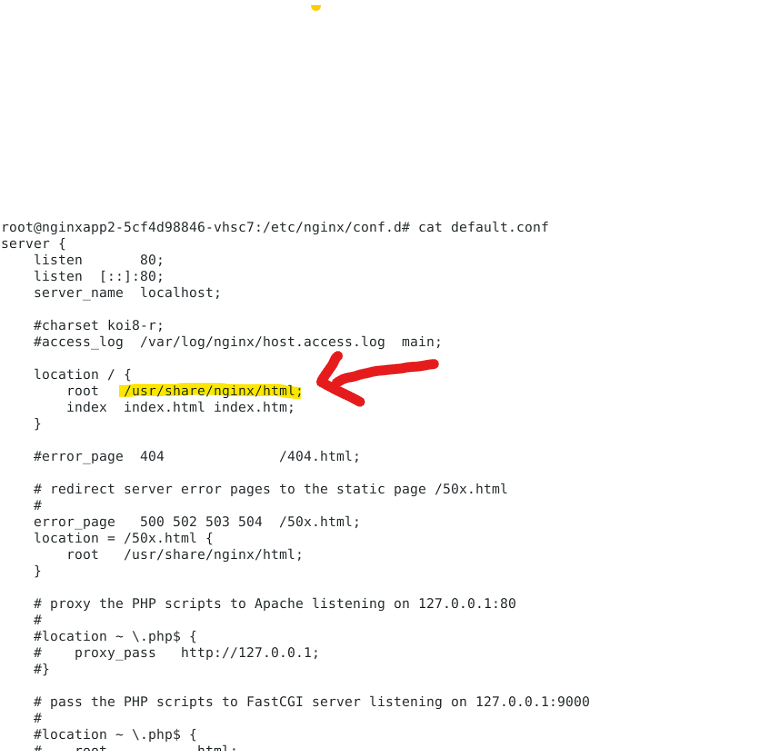 root@nginxapp2-5cf4d98846-vhsc7:/etc/nginx/conf.d# cat default.conf
server {
    listen       80;
    listen  [::]:80;
    server_name  localhost;

    #charset koi8-r;
    #access_log  /var/log/nginx/host.access.log  main;

    location / {
        root   /usr/share/nginx/html;
        index  index.html index.htm;
    }

    #error_page  404              /404.html;

    # redirect server error pages to the static page /50x.html
    #
    error_page   500 502 503 504  /50x.html;
    location = /50x.html {
        root   /usr/share/nginx/html;
    }

    # proxy the PHP scripts to Apache listening on 127.0.0.1:80
    #
    #location ~ \.php$ {
    #    proxy_pass   http://127.0.0.1;
    #}

    # pass the PHP scripts to FastCGI server listening on 127.0.0.1:9000
    #
    #location ~ \.php$ {
    #    root           html;